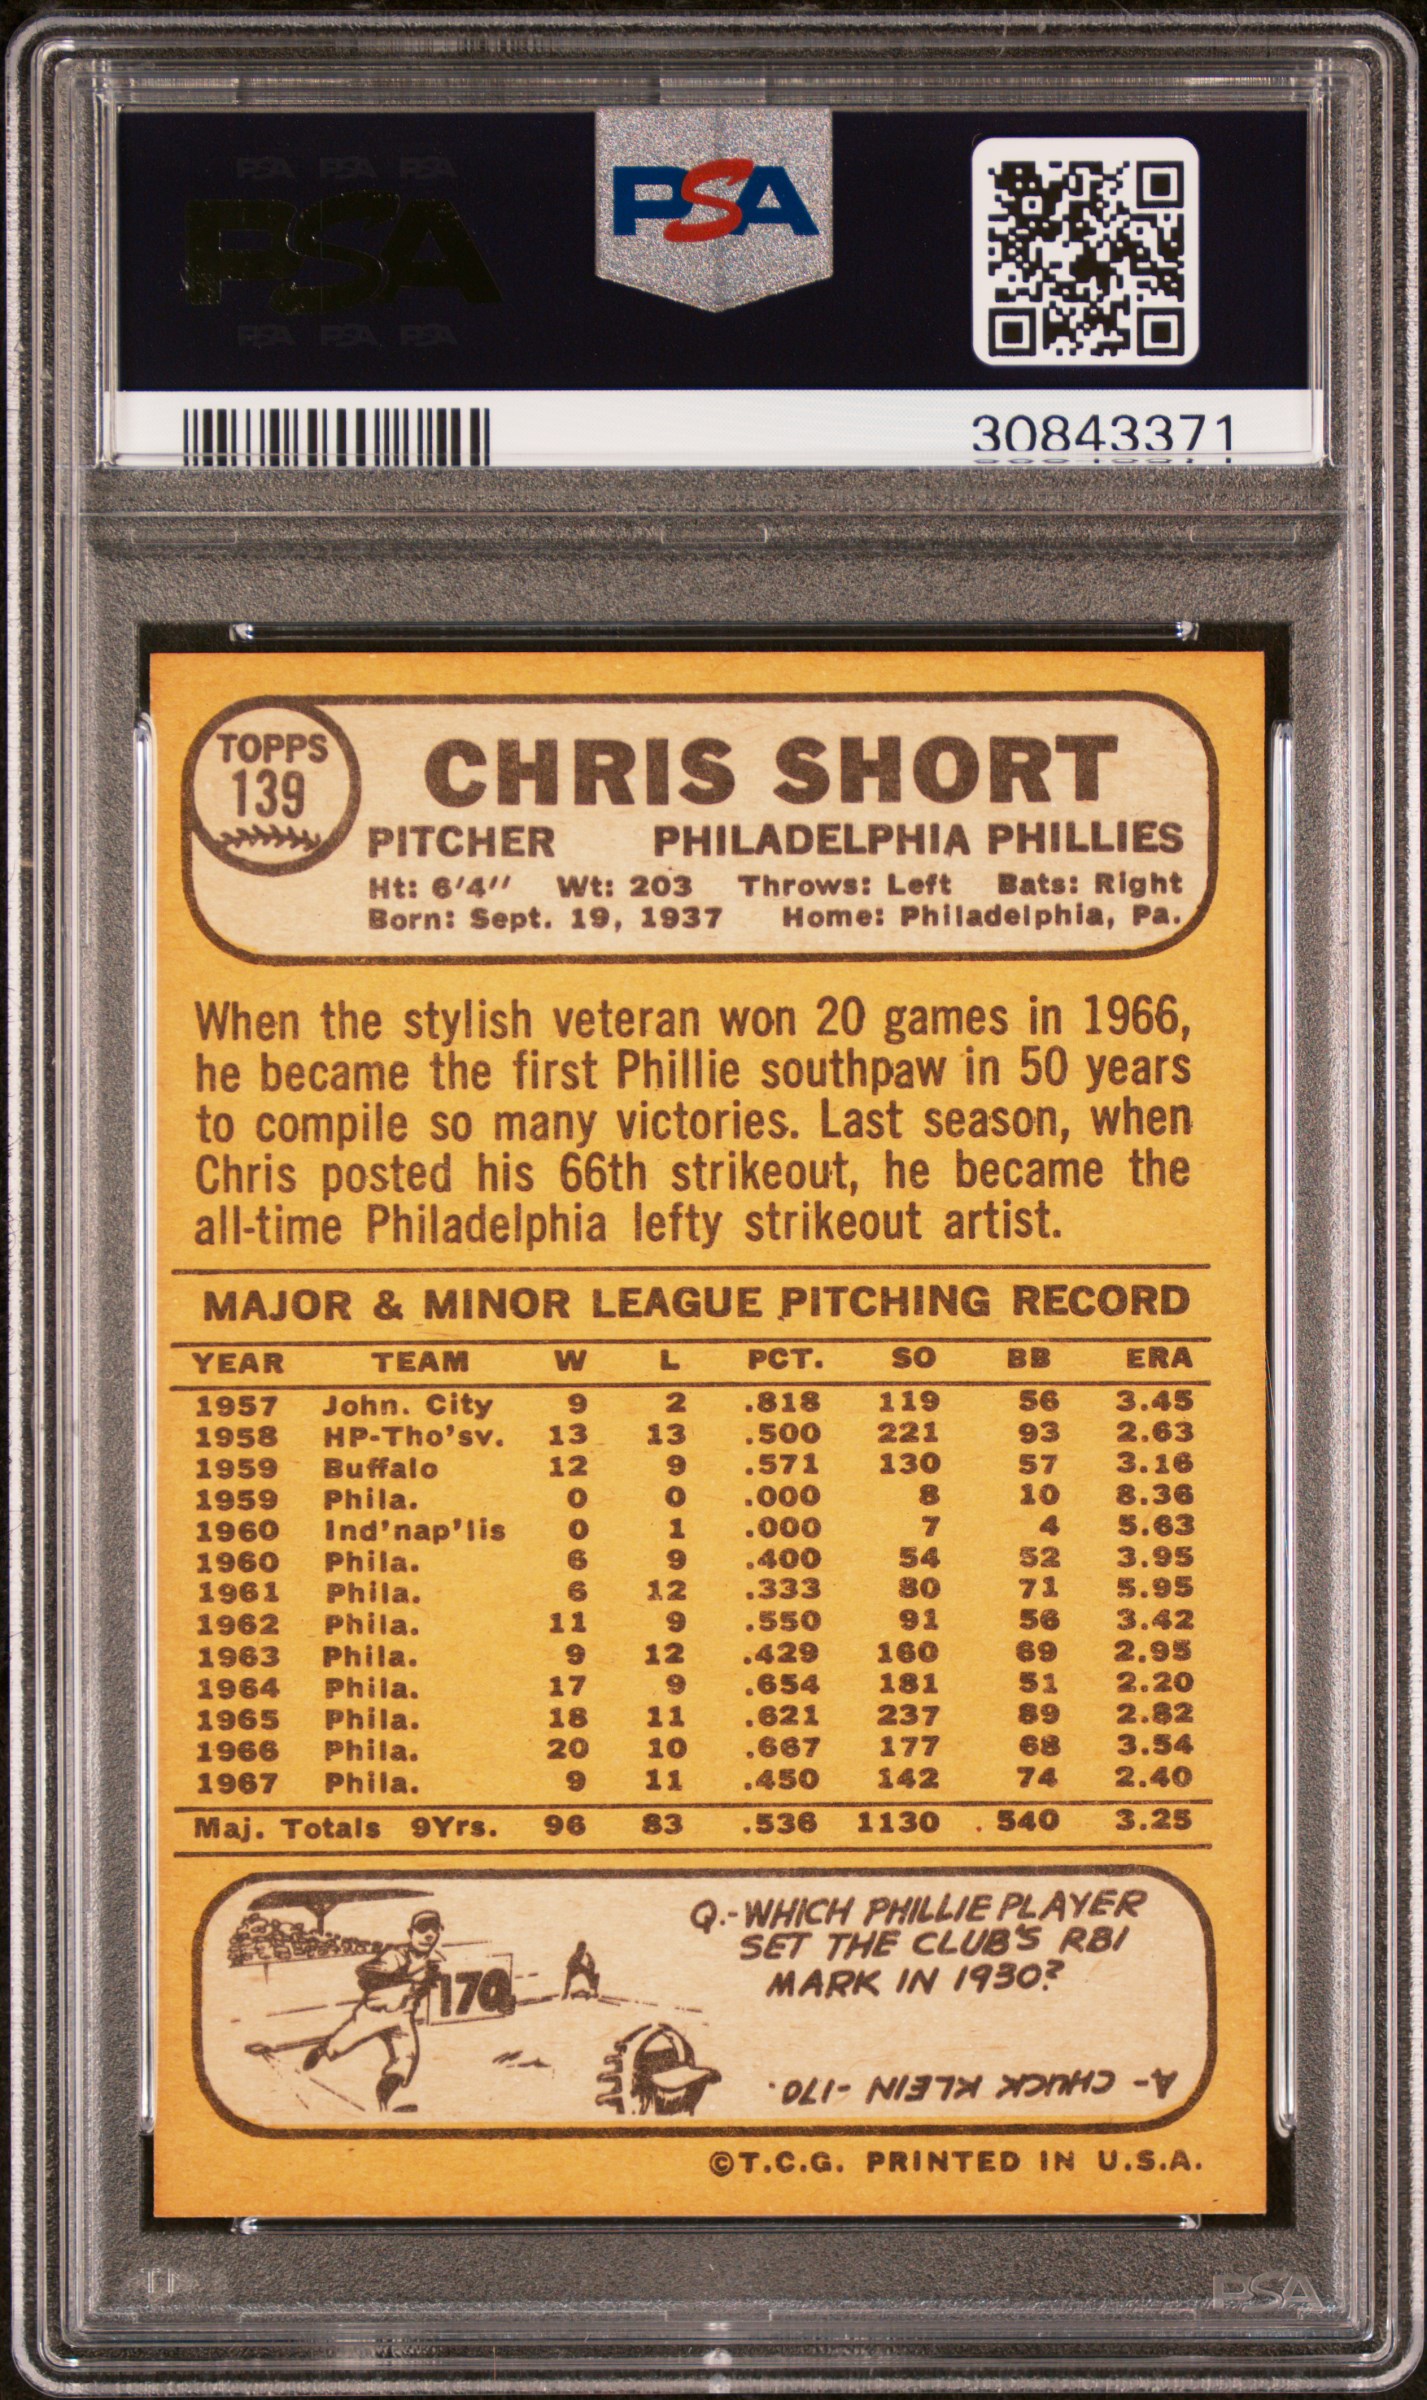 PSA PSA PSA
PSA
PSA PSA PSA
PSA
30843371
TOPPS
139
CHRIS SHORT
PITCHER PHILADELPHIA PHILLIES
Ht: 6'4" Wt: 203 Throws: Left Bats: Right
Born: Sept. 19, 1937 Home: Philadelphia, Pa.
When the stylish veteran won 20 games in 1966,
he became the first Phillie southpaw in 50 years
to compile so many victories. Last season, when
Chris posted his 66th strikeout, he became the
all-time Philadelphia lefty strikeout artist.
MAJOR & MINOR LEAGUE PITCHING RECORD
YEAR TEAM W L PCT. SO BB ERA
1957 John. City 9 2 .818 119 56 3.45
1958 HP-Tho'sv. 13 13 .500 221 93 2.63
1959 Buffalo 12 9 .571 130 57 3.16
1959 Phila. 0 0 .000 8 10 8.36
1960 Ind'nap'lis 0 1 .000 7 4 5.63
1960 Phila. 6 9 .400 54 52 3.95
1961 Phila. 6 12 .333 80 71 5.95
1962 Phila. 11 9 .550 91 56 3.42
1963 Phila. 9 12 .429 160 69 2.95
1964 Phila. 17 9 .654 181 51 2.20
1965 Phila. 18 11 .621 237 89 2.82
1966 Phila. 20 10 .667 177 68 3.54
1967 Phila. 9 11 .450 142 74 2.40
Maj. Totals 9Yrs. 96 83 .536 1130 540 3.25
170
Q.-WHICH PHILLIE PLAYER
SET THE CLUB'S RBI
MARK IN 1930?
A- CHUCK KLEIN -170.
©T.C.G. PRINTED IN U.S.A.
PSA